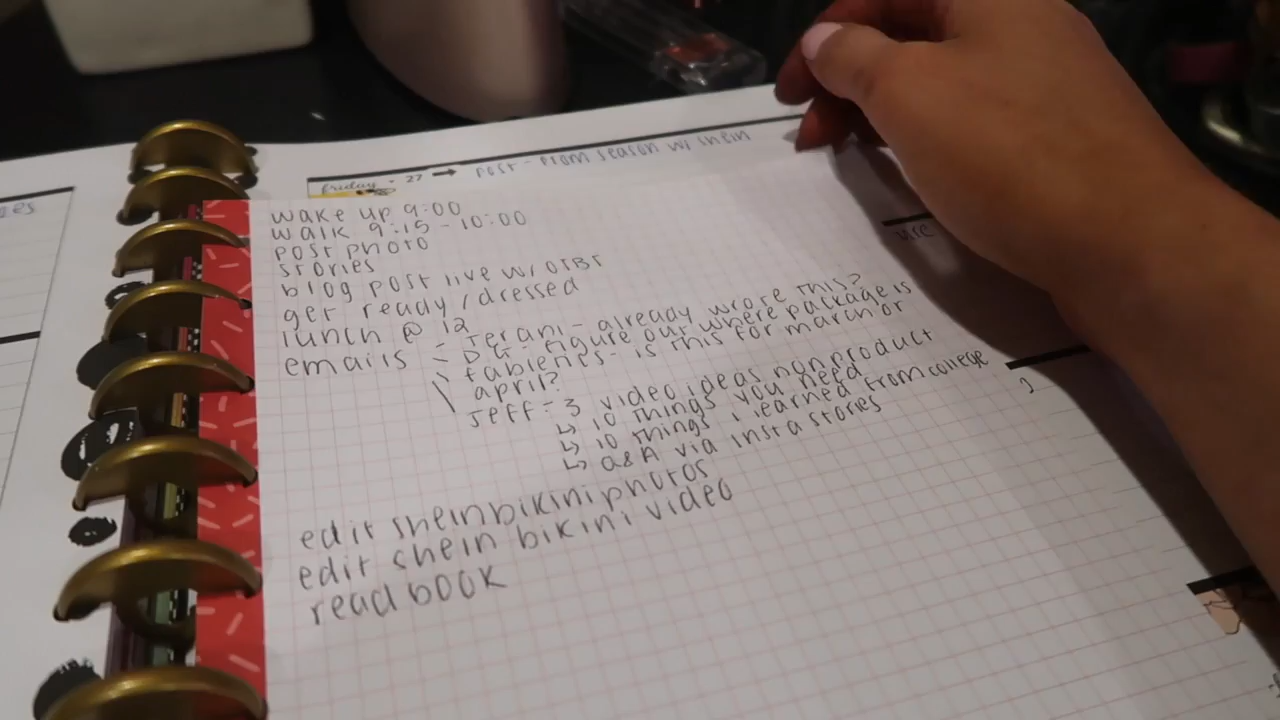 friday • 27 → post - prom season w/ shein
wake up 9:00
walk 9:15 - 10:00
post photo
stories
blog post live w/ OTBT
get ready / dressed
lunch @ 12
emails - Terani - already wrote this?
- DG - figure out where package is
- fableties - is this for march or
april?
\ Jeff - 3 video ideas non product
↳ 10 things you need
↳ 10 things i learned from college
↳ Q&A via insta stories
edit shein bikini photos
edit shein bikini video
read book